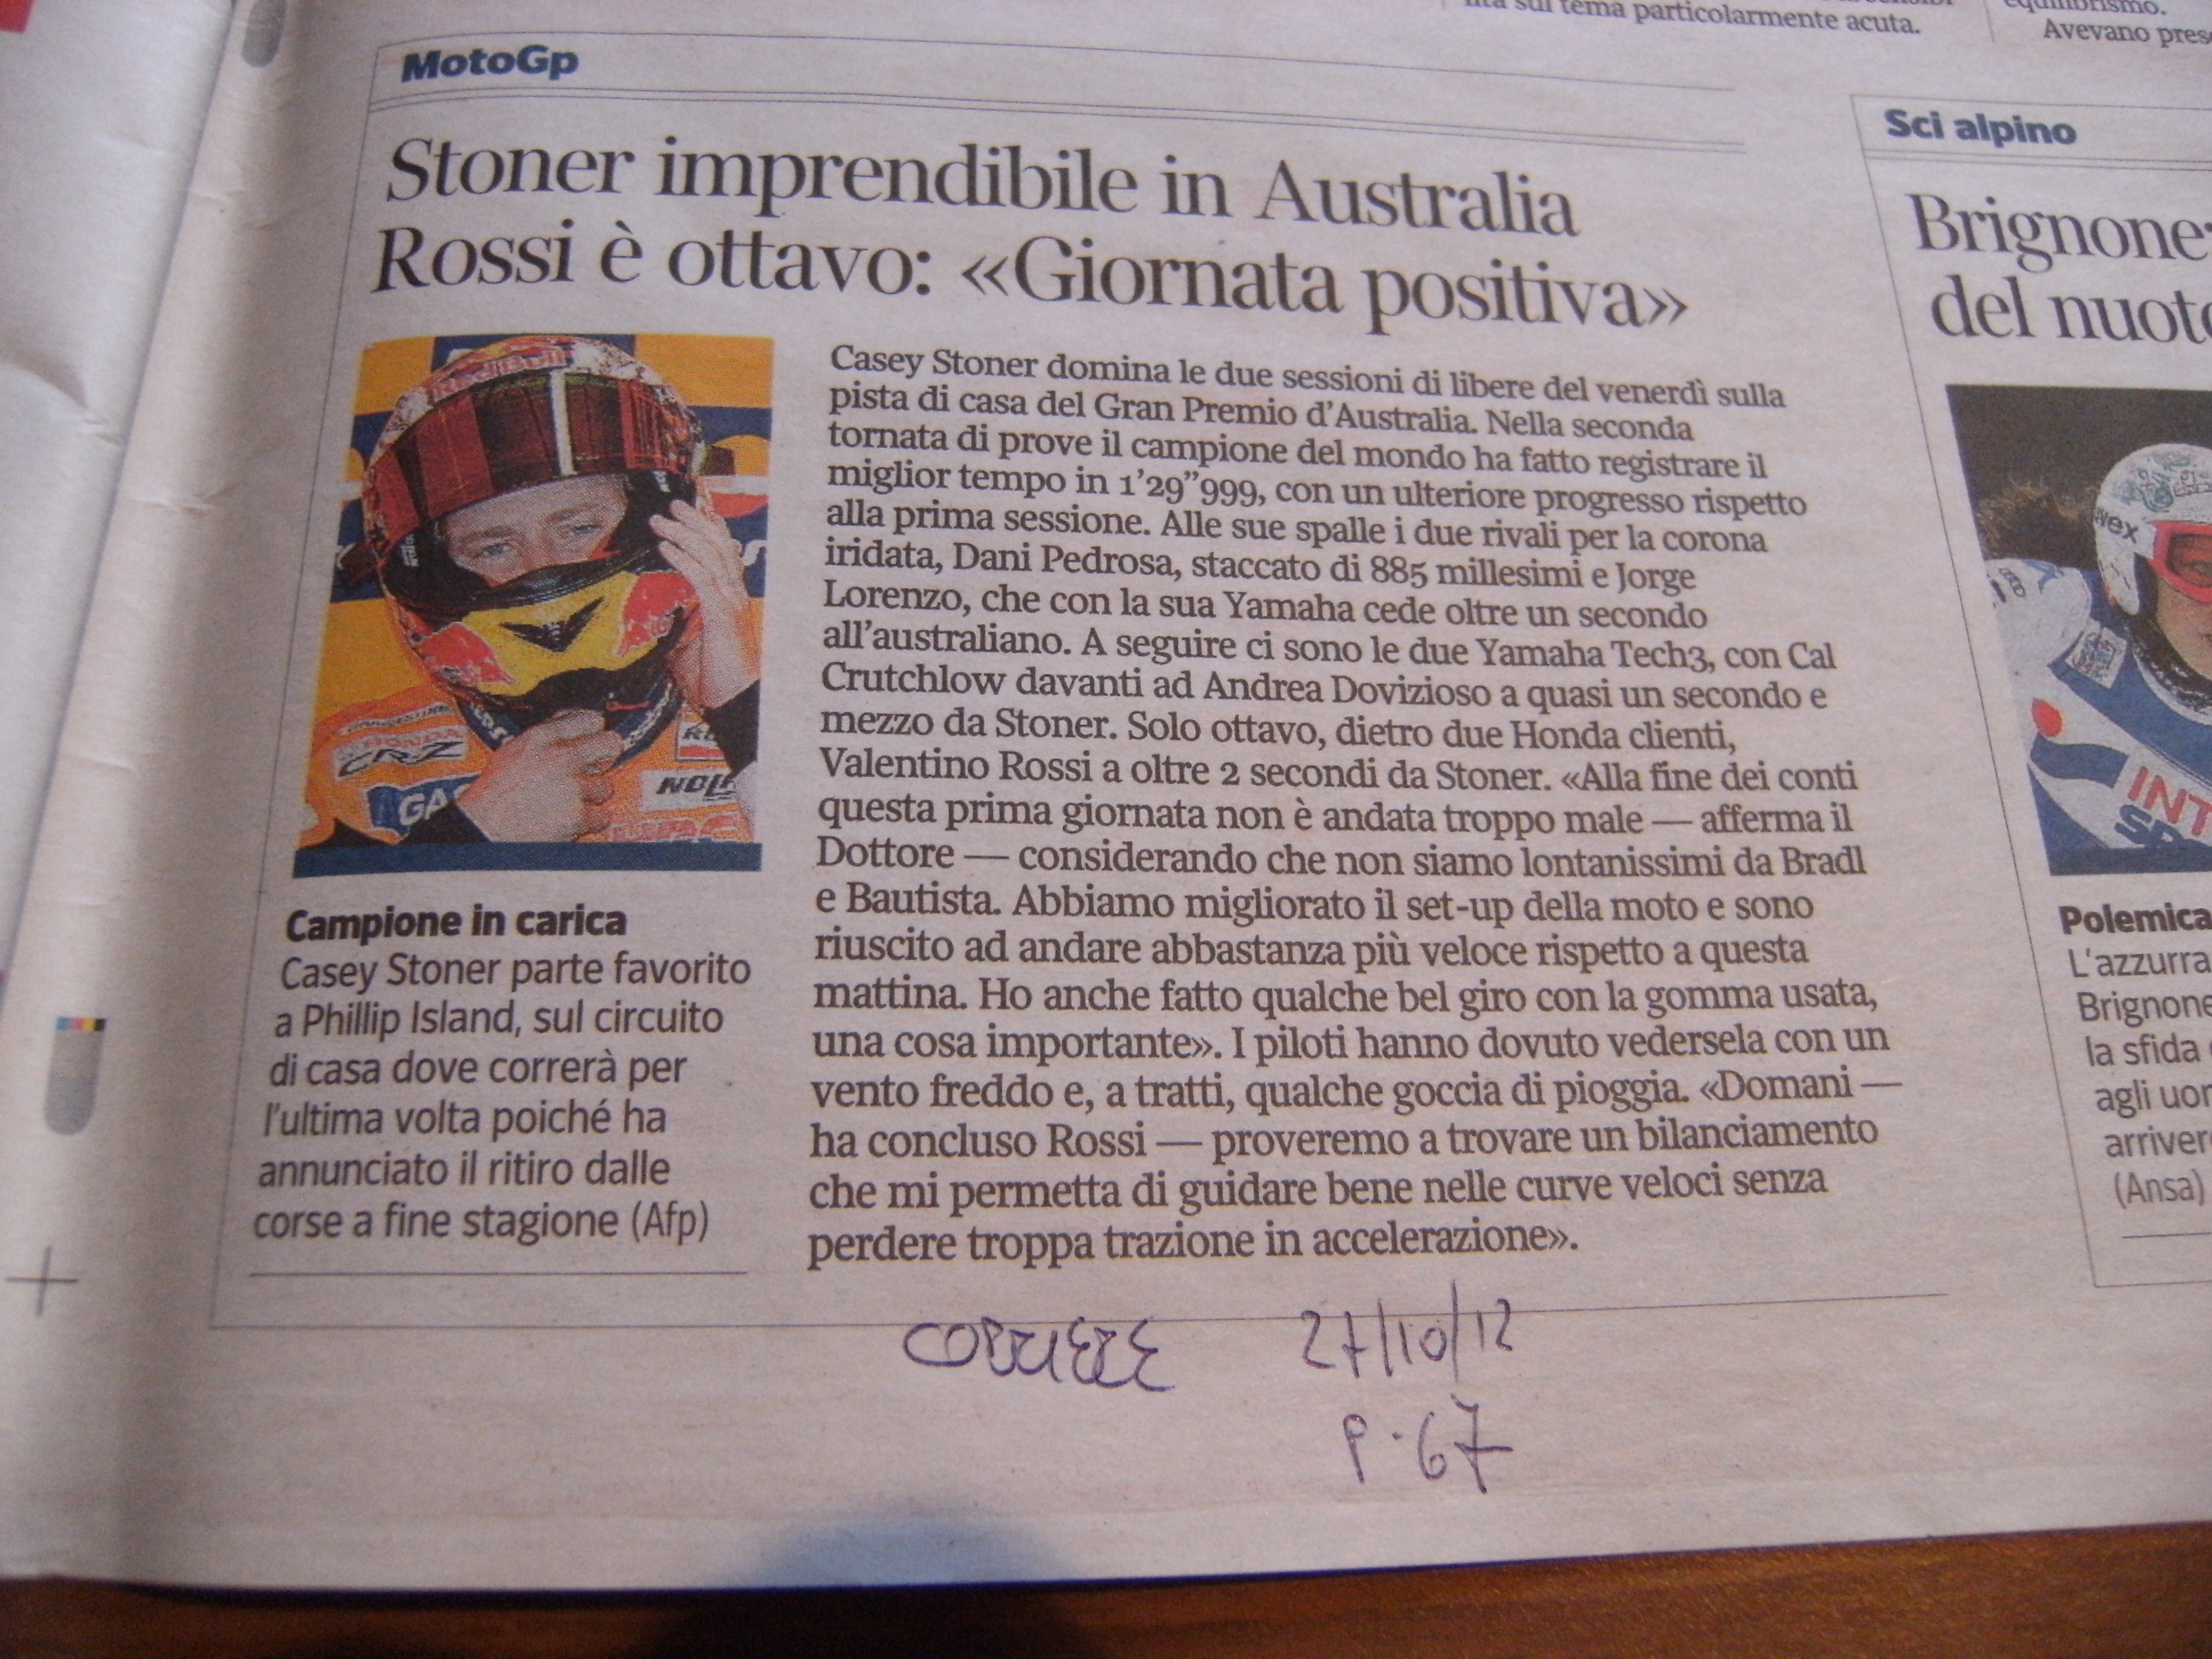 ità sul tema particolarmente acuta.
equilibrismo.
Avevano
MotoGp
Stoner imprendibile in Australia
Rossi è ottavo: «Giornata positiva»
RedBull
HONDA
CRZ
GAS
Campione in carica
Casey Stoner parte favorito
a Phillip Island, sul circuito
di casa dove correrà per
l'ultima volta poiché ha
annunciato il ritiro dalle
corse a fine stagione (Afp)
Casey Stoner domina le due sessioni di libere del venerdì sulla
pista di casa del Gran Premio d'Australia. Nella seconda
tornata di prove il campione del mondo ha fatto registrare il
miglior tempo in 1'29”999, con un ulteriore progresso rispetto
alla prima sessione. Alle sue spalle i due rivali per la corona
iridata, Dani Pedrosa, staccato di 885 millesimi e Jorge
Lorenzo, che con la sua Yamaha cede oltre un secondo
all'australiano. A seguire ci sono le due Yamaha Tech3, con Cal
Crutchlow davanti ad Andrea Dovizioso a quasi un secondo e
mezzo da Stoner. Solo ottavo, dietro due Honda clienti,
Valentino Rossi a oltre 2 secondi da Stoner. «Alla fine dei conti
questa prima giornata non è andata troppo male — afferma il
Dottore — considerando che non siamo lontanissimi da Bradl
e Bautista. Abbiamo migliorato il set-up della moto e sono
riuscito ad andare abbastanza più veloce rispetto a questa
mattina. Ho anche fatto qualche bel giro con la gomma usata,
una cosa importante». I piloti hanno dovuto vedersela con un
vento freddo e, a tratti, qualche goccia di pioggia. «Domani —
ha concluso Rossi — proveremo a trovare un bilanciamento
che mi permetta di guidare bene nelle curve veloci senza
perdere troppa trazione in accelerazione».
CORRIERE 27/10/12
P. 67
Sci alpino
Brignone
del nuoto
INT
Polemica
L'azzurra
Brignone
la sfida
agli
(Ansa)